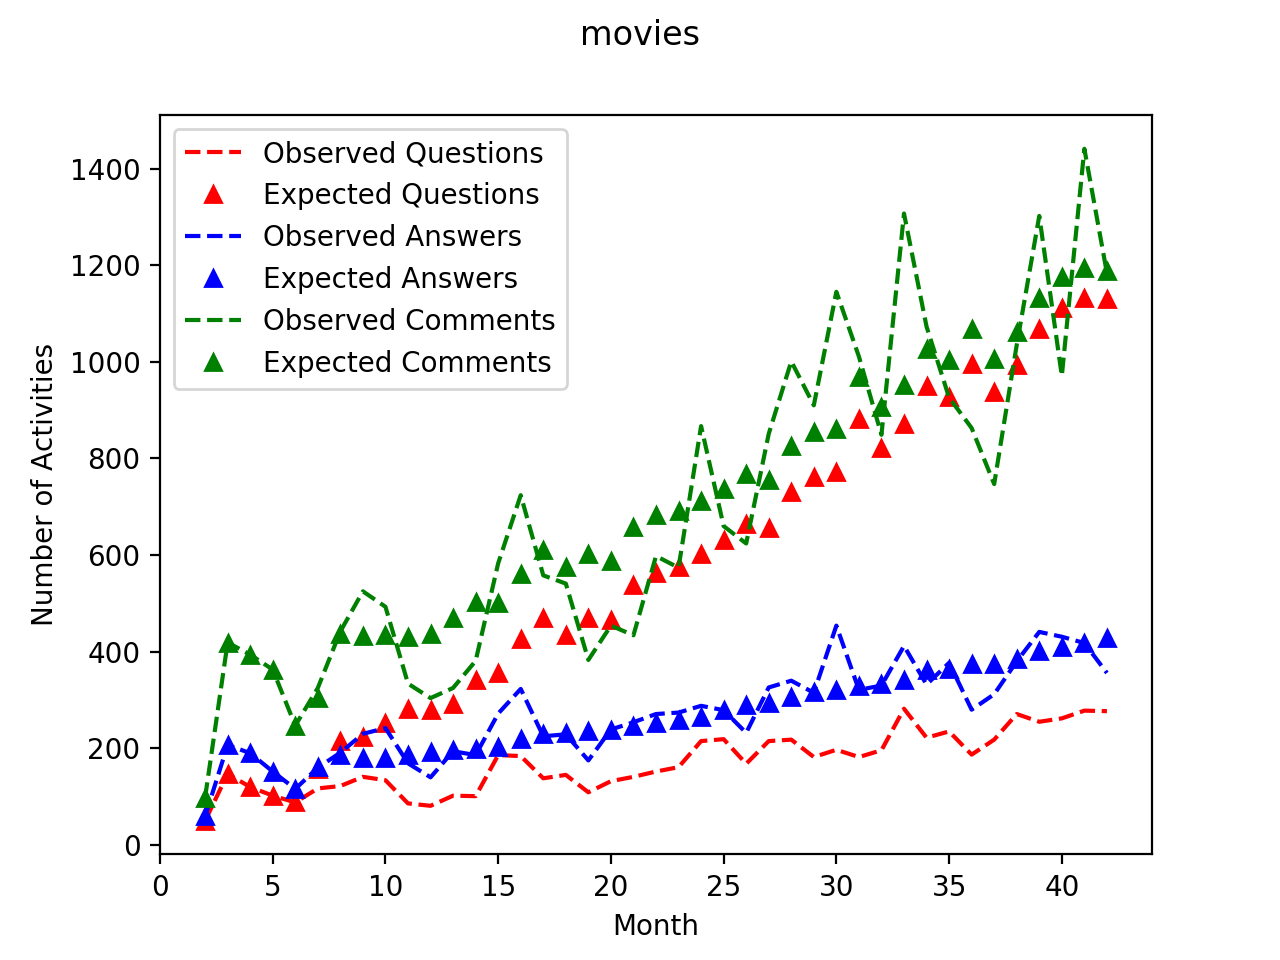 movies
Observed Questions
Expected Questions
Observed Answers
Expected Answers
Observed Comments
Expected Comments
Number of Activities
1400
1200
1000
800
600
400
200
0
0 5 10 15 20 25 30 35 40
Month